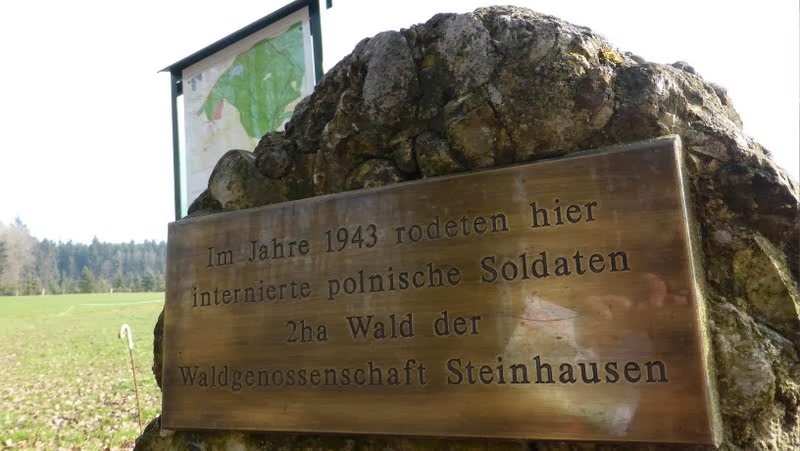 Im Jahre 1943 rodeten hier
internierte polnische Soldaten
2ha Wald der
Waldgenossenschaft Steinhausen